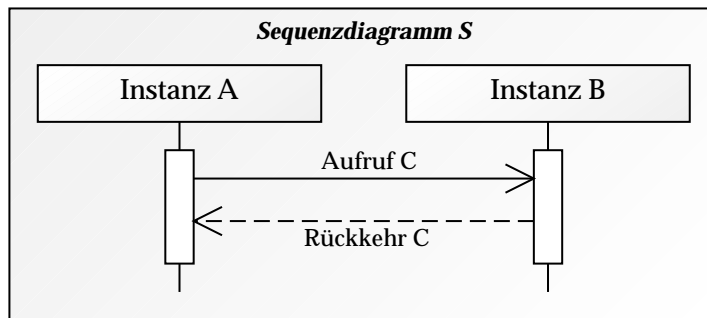 Sequenzdiagramm S
Instanz A
Instanz B
Aufruf C
Rückkehr C